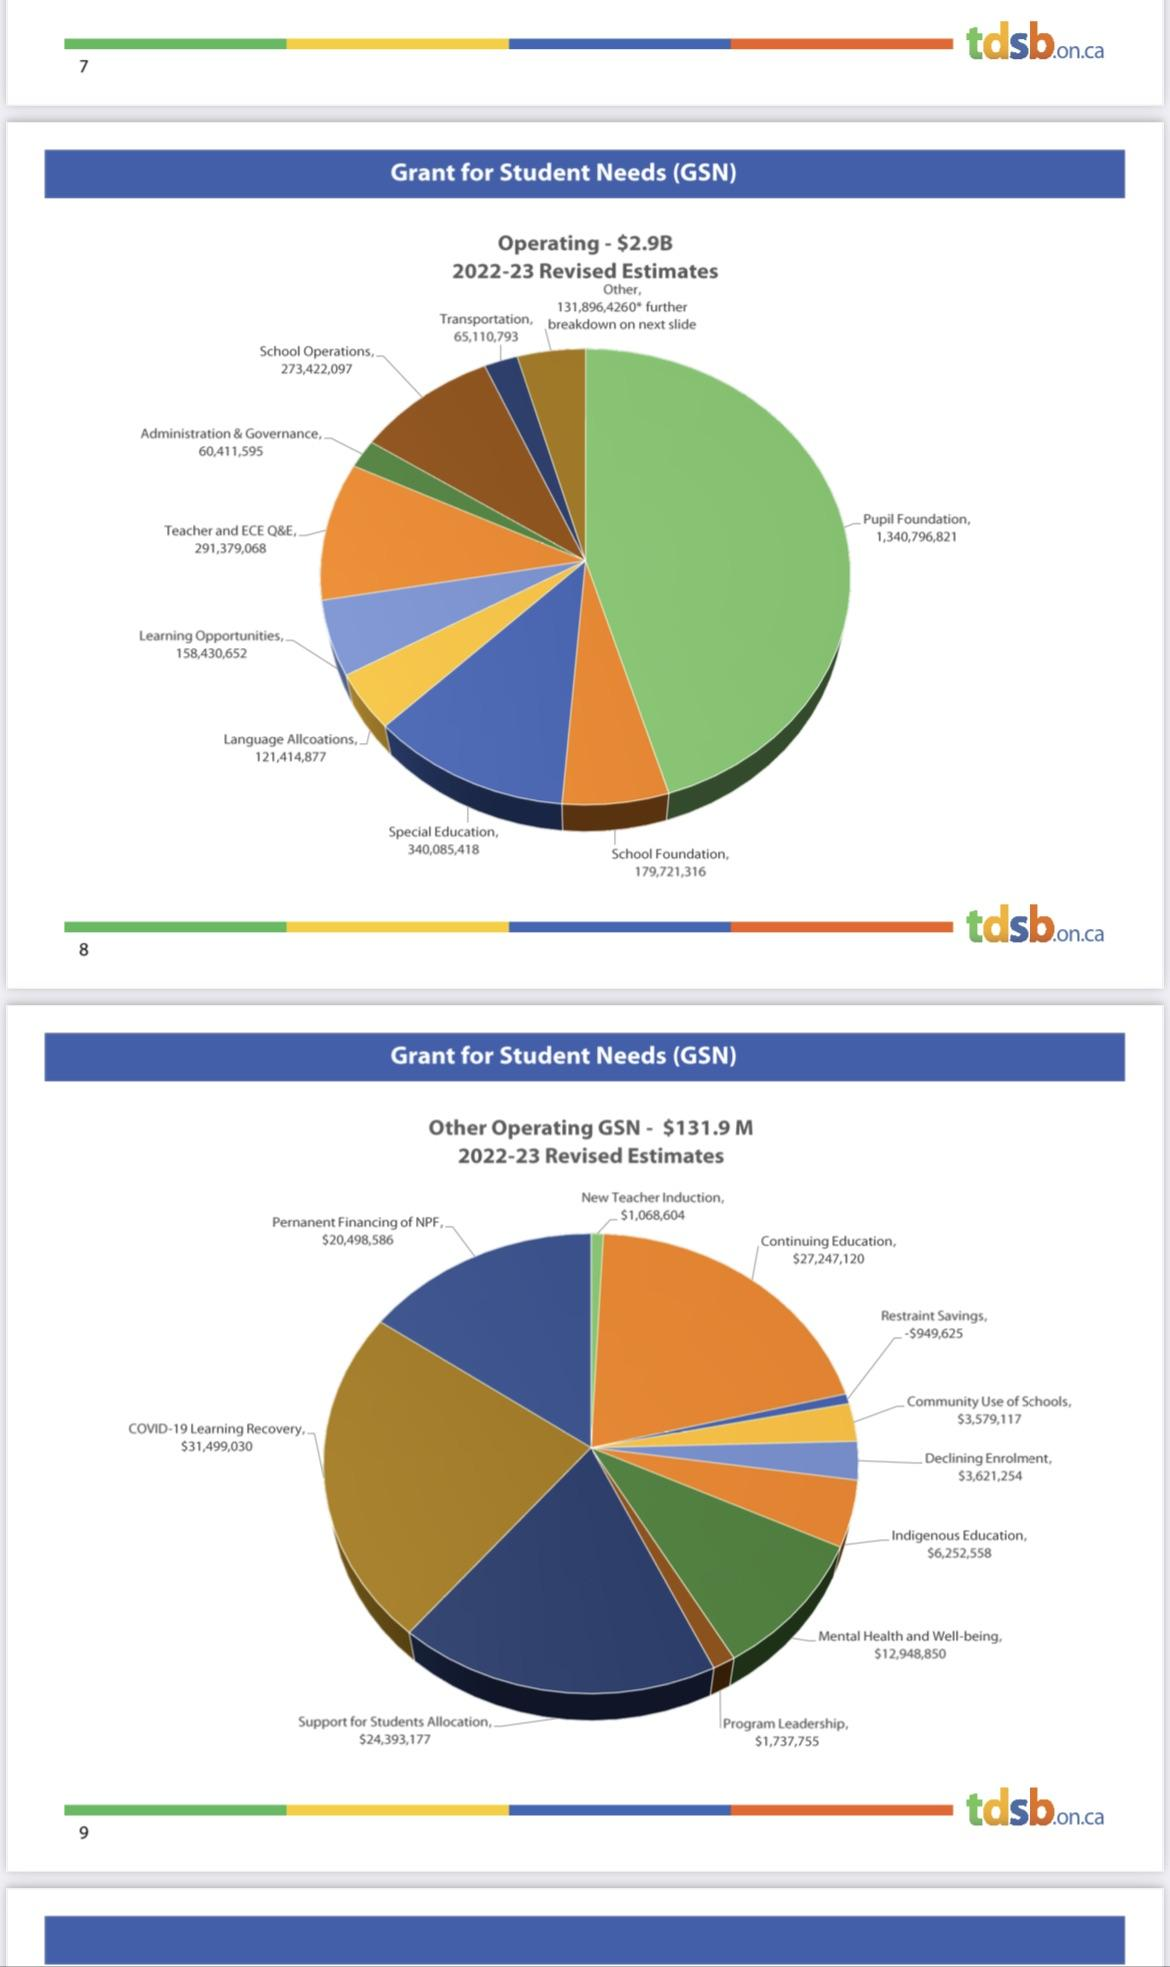 tdsb.on.ca
7
Grant for Student Needs (GSN)
Operating - $2.9B
2022-23 Revised Estimates
Other,
131,896,4260* further
breakdown on next slide
Transportation,
65,110,793
School Operations,
273,422,097
Administration & Governance,
60,411,595
Teacher and ECE Q&E,
291,379,068
Pupil Foundation,
1,340,796,821
Learning Opportunities,
158,430,652
Language Allcoations,
121,414,877
Special Education,
340,085,418
School Foundation,
179,721,316
tdsb.on.ca
8
Grant for Student Needs (GSN)
Other Operating GSN - $131.9 M
2022-23 Revised Estimates
New Teacher Induction,
$1,068,604
Pernanent Financing of NPF,
$20,498,586
Continuing Education,
$27,247,120
Restraint Savings,
-$949,625
Community Use of Schools,
$3,579,117
COVID-19 Learning Recovery,
$31,499,030
Declining Enrolment,
$3,621,254
Indigenous Education,
$6,252,558
Mental Health and Well-being,
$12,948,850
Support for Students Allocation,
$24,393,177
Program Leadership,
$1,737,755
tdsb.on.ca
9